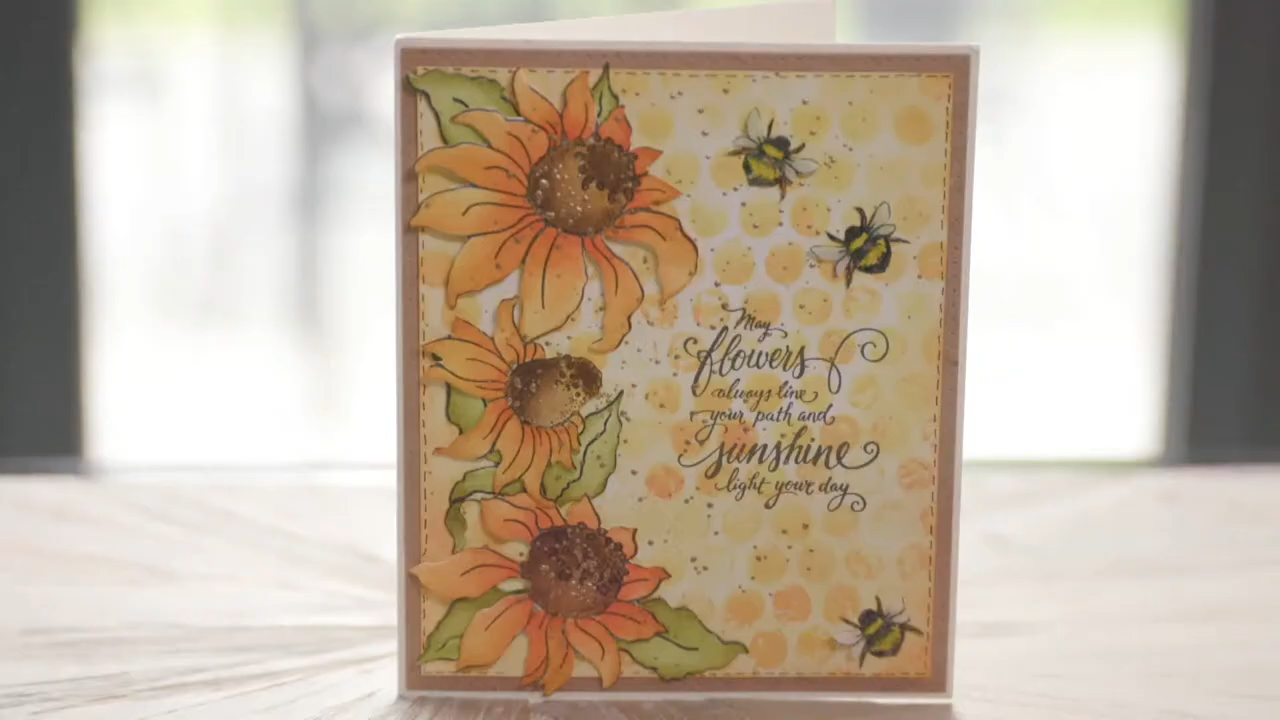 May
flowers
always line
your path and
sunshine
light your day